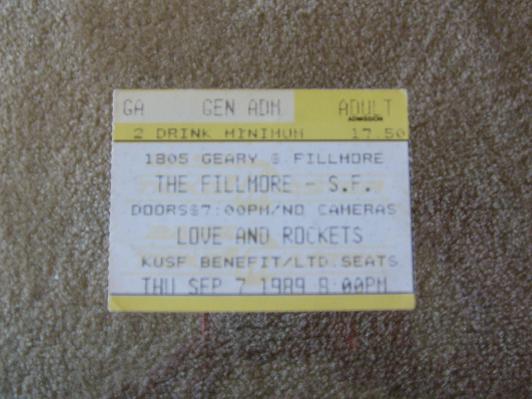 GA GEN ADM. ADULT
ADMISSION
2 DRINK MINIMUM 17.50
1805 GEARY @ FILLMORE
THE FILLMORE - S.F.
DOORS@7:00PM/NO CAMERAS
LOVE AND ROCKETS
KUSF BENEFIT/LTD.SEATS
THU SEP 7 1989 8:00PM